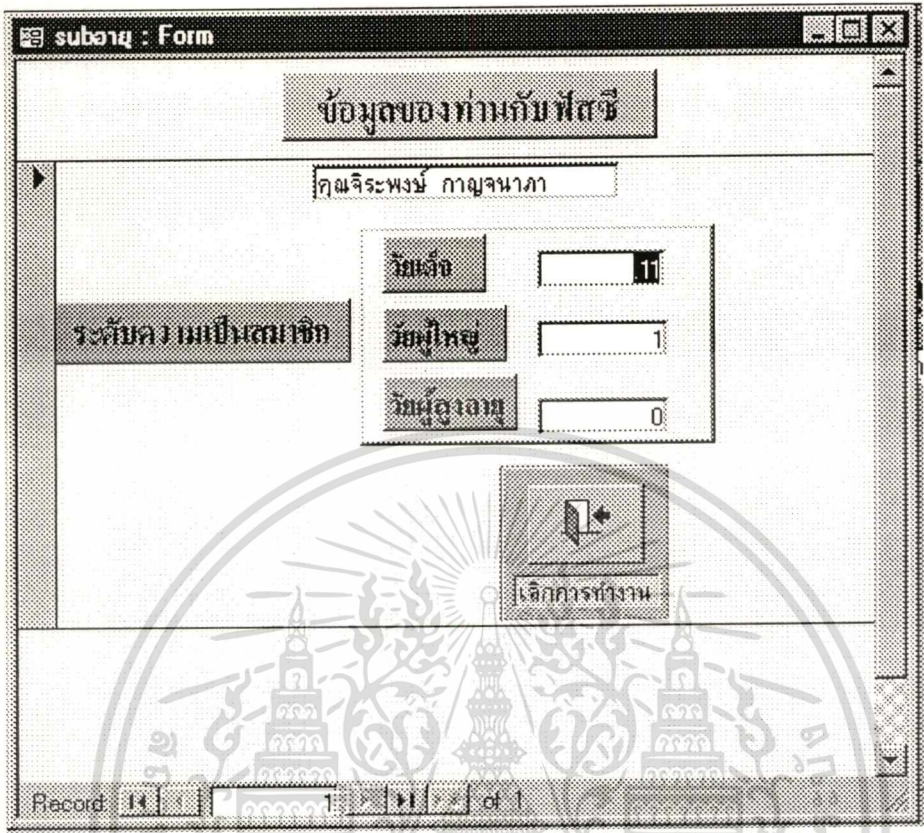 subอายุ : Form
ข้อมูลของท่านกับฟัสซี
คุณจิระพงษ์ กาญจนาภา
วัยเด็ก 11
ระดับความเป็นสมาชิก
วัยผู้ใหญ่ 1
วัยผู้สูงอายุ 0
เลิกการทำงาน
Record: 1 of 1